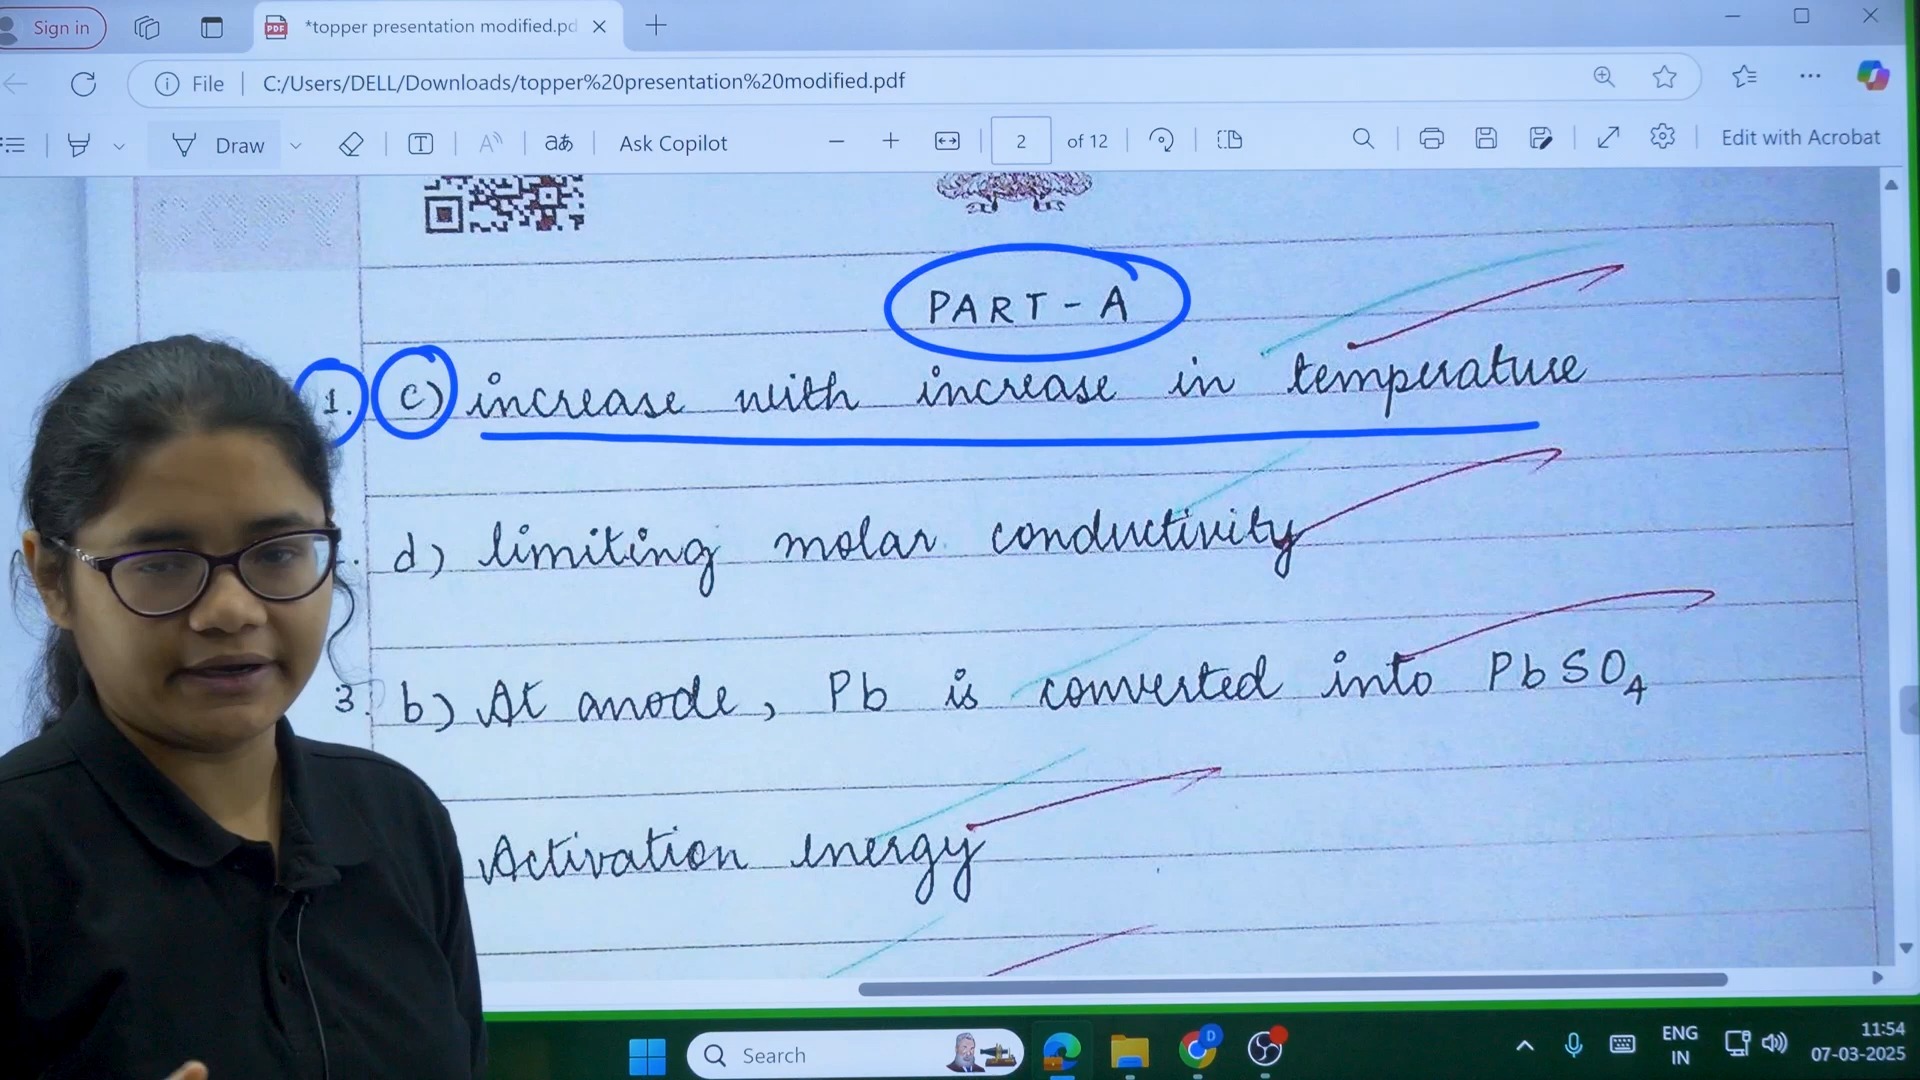 Sign in
*topper presentation modified.pd
File
C:/Users/DELL/Downloads/topper%20presentation%20modified.pdf
Draw
Ask Copilot
2 of 12
Edit with Acrobat
COPY
PART - A
1. c) increase with increase in temperature
d) limiting molar conductivity
3. b) At anode, Pb is converted into PbSO4
Activation energy
Search
ENG
IN
11:54
07-03-2025